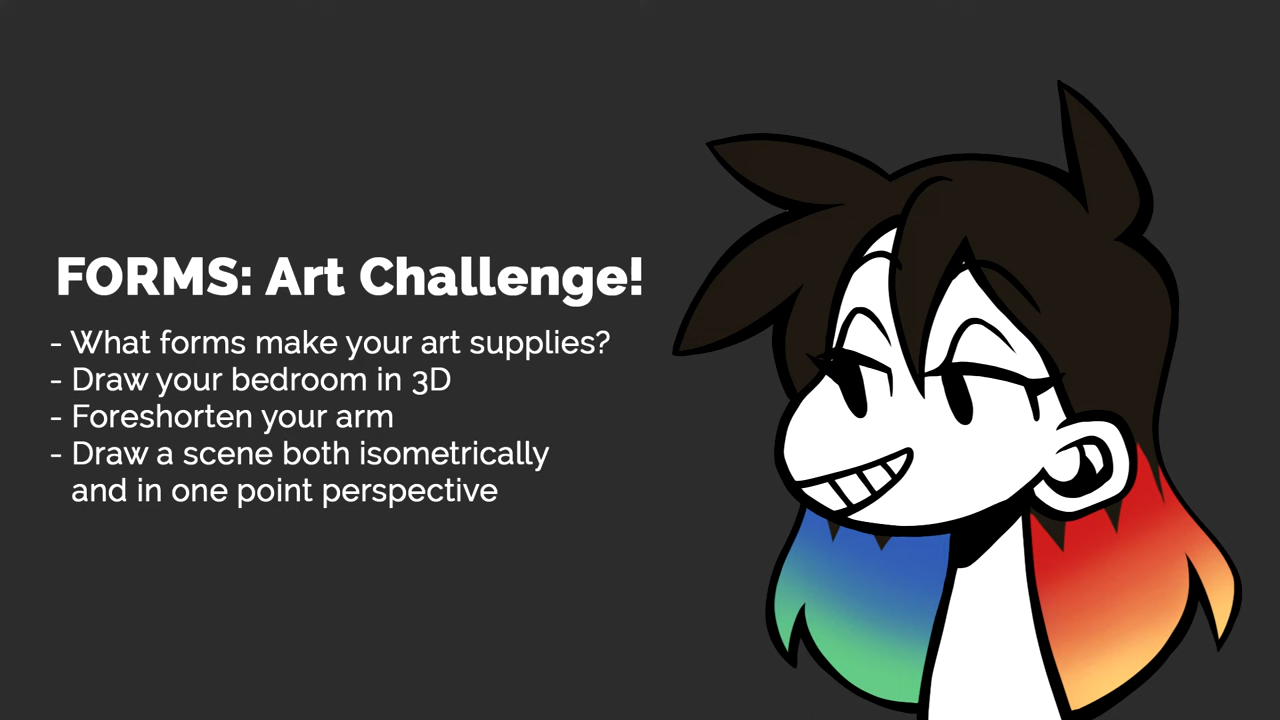 FORMS: Art Challenge!
- What forms make your art supplies?
- Draw your bedroom in 3D
- Foreshorten your arm
- Draw a scene both isometrically
and in one point perspective